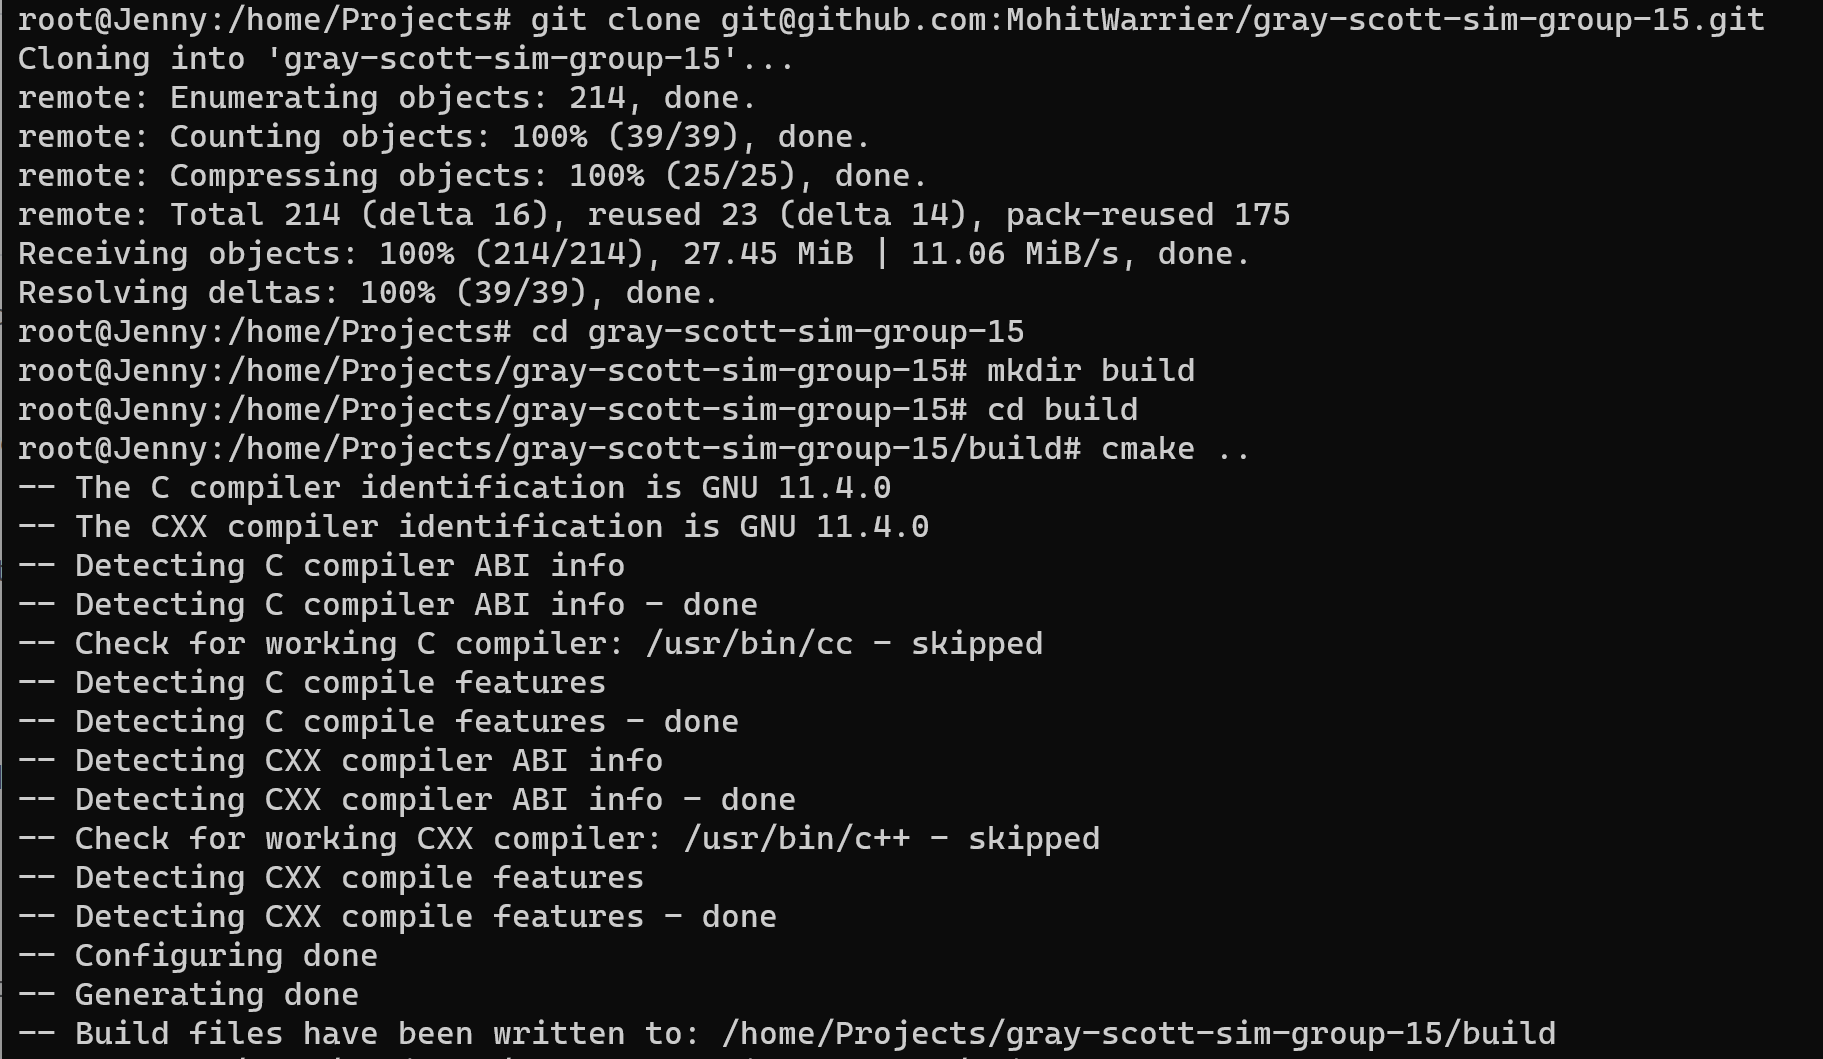 root@Jenny:/home/Projects# git clone git@github.com:MohitWarrier/gray-scott-sim-group-15.git
Cloning into 'gray-scott-sim-group-15'...
remote: Enumerating objects: 214, done.
remote: Counting objects: 100% (39/39), done.
remote: Compressing objects: 100% (25/25), done.
remote: Total 214 (delta 16), reused 23 (delta 14), pack-reused 175
Receiving objects: 100% (214/214), 27.45 MiB | 11.06 MiB/s, done.
Resolving deltas: 100% (39/39), done.
root@Jenny:/home/Projects# cd gray-scott-sim-group-15
root@Jenny:/home/Projects/gray-scott-sim-group-15# mkdir build
root@Jenny:/home/Projects/gray-scott-sim-group-15# cd build
root@Jenny:/home/Projects/gray-scott-sim-group-15/build# cmake ..
-- The C compiler identification is GNU 11.4.0
-- The CXX compiler identification is GNU 11.4.0
-- Detecting C compiler ABI info
-- Detecting C compiler ABI info - done
-- Check for working C compiler: /usr/bin/cc - skipped
-- Detecting C compile features
-- Detecting C compile features - done
-- Detecting CXX compiler ABI info
-- Detecting CXX compiler ABI info - done
-- Check for working CXX compiler: /usr/bin/c++ - skipped
-- Detecting CXX compile features
-- Detecting CXX compile features - done
-- Configuring done
-- Generating done
-- Build files have been written to: /home/Projects/gray-scott-sim-group-15/build